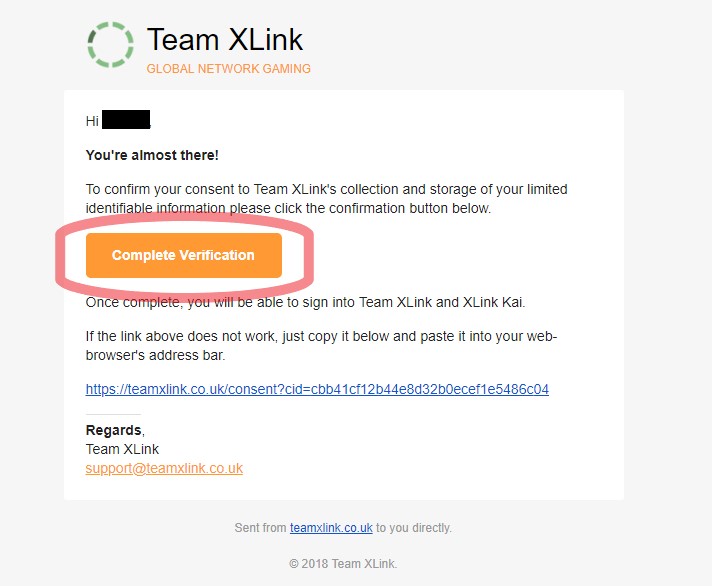 Team XLink
GLOBAL NETWORK GAMING
Hi
You're almost there!
To confirm your consent to Team XLink's collection and storage of your limited
identifiable information please click the confirmation button below.
Complete Verification
Once complete, you will be able to sign into Team XLink and XLink Kai.
If the link above does not work, just copy it below and paste it into your web-
browser's address bar.
https://teamxlink.co.uk/consent?cid=cbb41cf12b44e8d32b0ecef1e5486c04
Regards,
Team XLink
support@teamxlink.co.uk
Sent from teamxlink.co.uk to you directly.
© 2018 Team XLink.